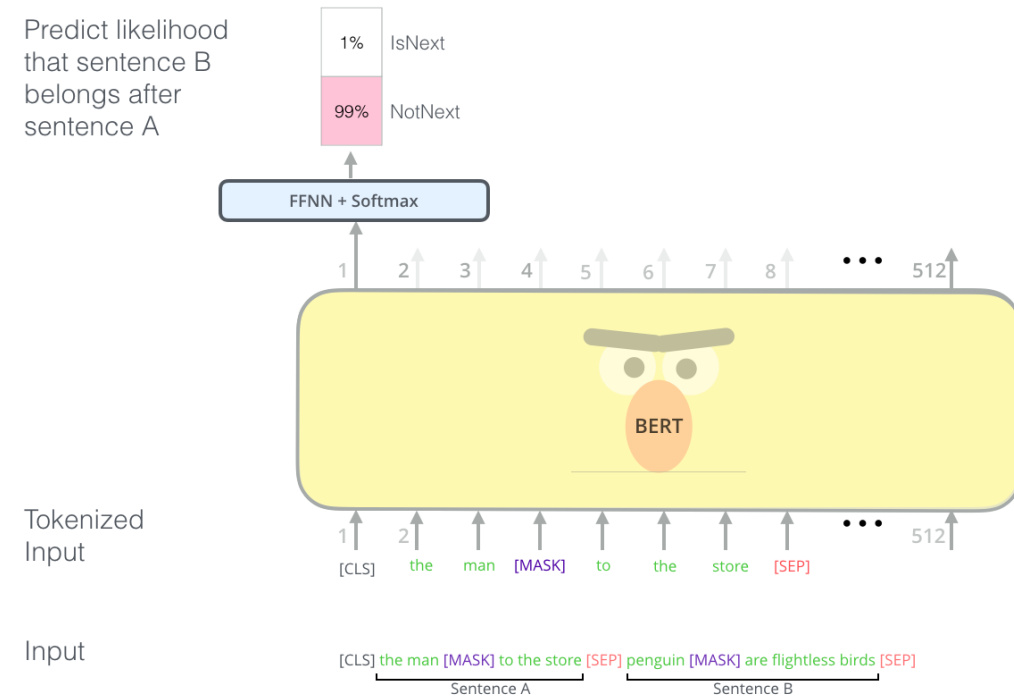 Predict likelihood
that sentence B
belongs after
sentence A
1% IsNext
99% NotNext
FFNN + Softmax
1 2 3 4 5 6 7 8 ••• 512
BERT
Tokenized
Input
1 2 ••• 512
[CLS] the man [MASK] to the store [SEP]
Input
[CLS] the man [MASK] to the store [SEP] penguin [MASK] are flightless birds [SEP]
Sentence A Sentence B